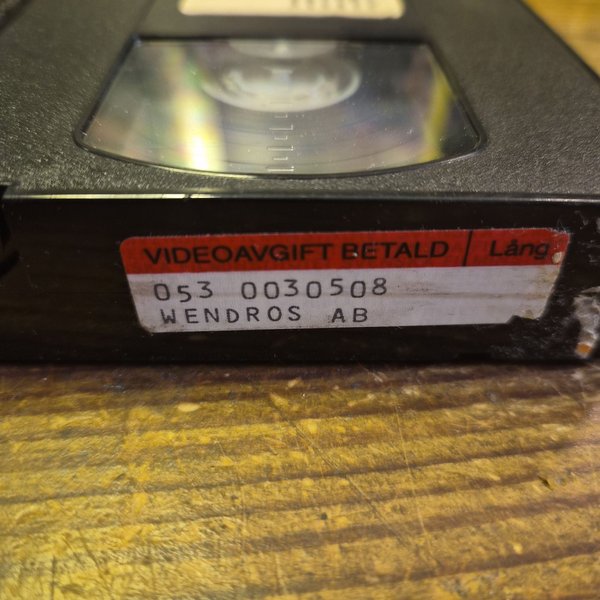 VIDEOAVGIFT BETALD | Lång
053 0030508
WENDROS AB